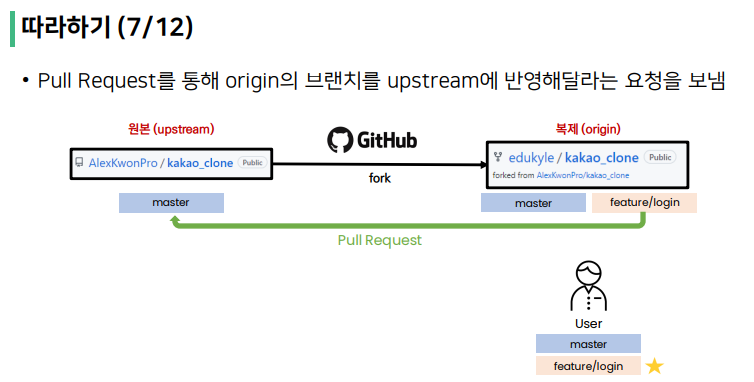 따라하기 (7/12)
• Pull Request를 통해 origin의 브랜치를 upstream에 반영해달라는 요청을 보냄
원본 (upstream)
GitHub
복제 (origin)
AlexKwonPro / kakao_clone Public
fork
edukyle / kakao_clone Public
forked from AlexKwonPro/kakao_clone
master
master
feature/login
Pull Request
User
master
feature/login